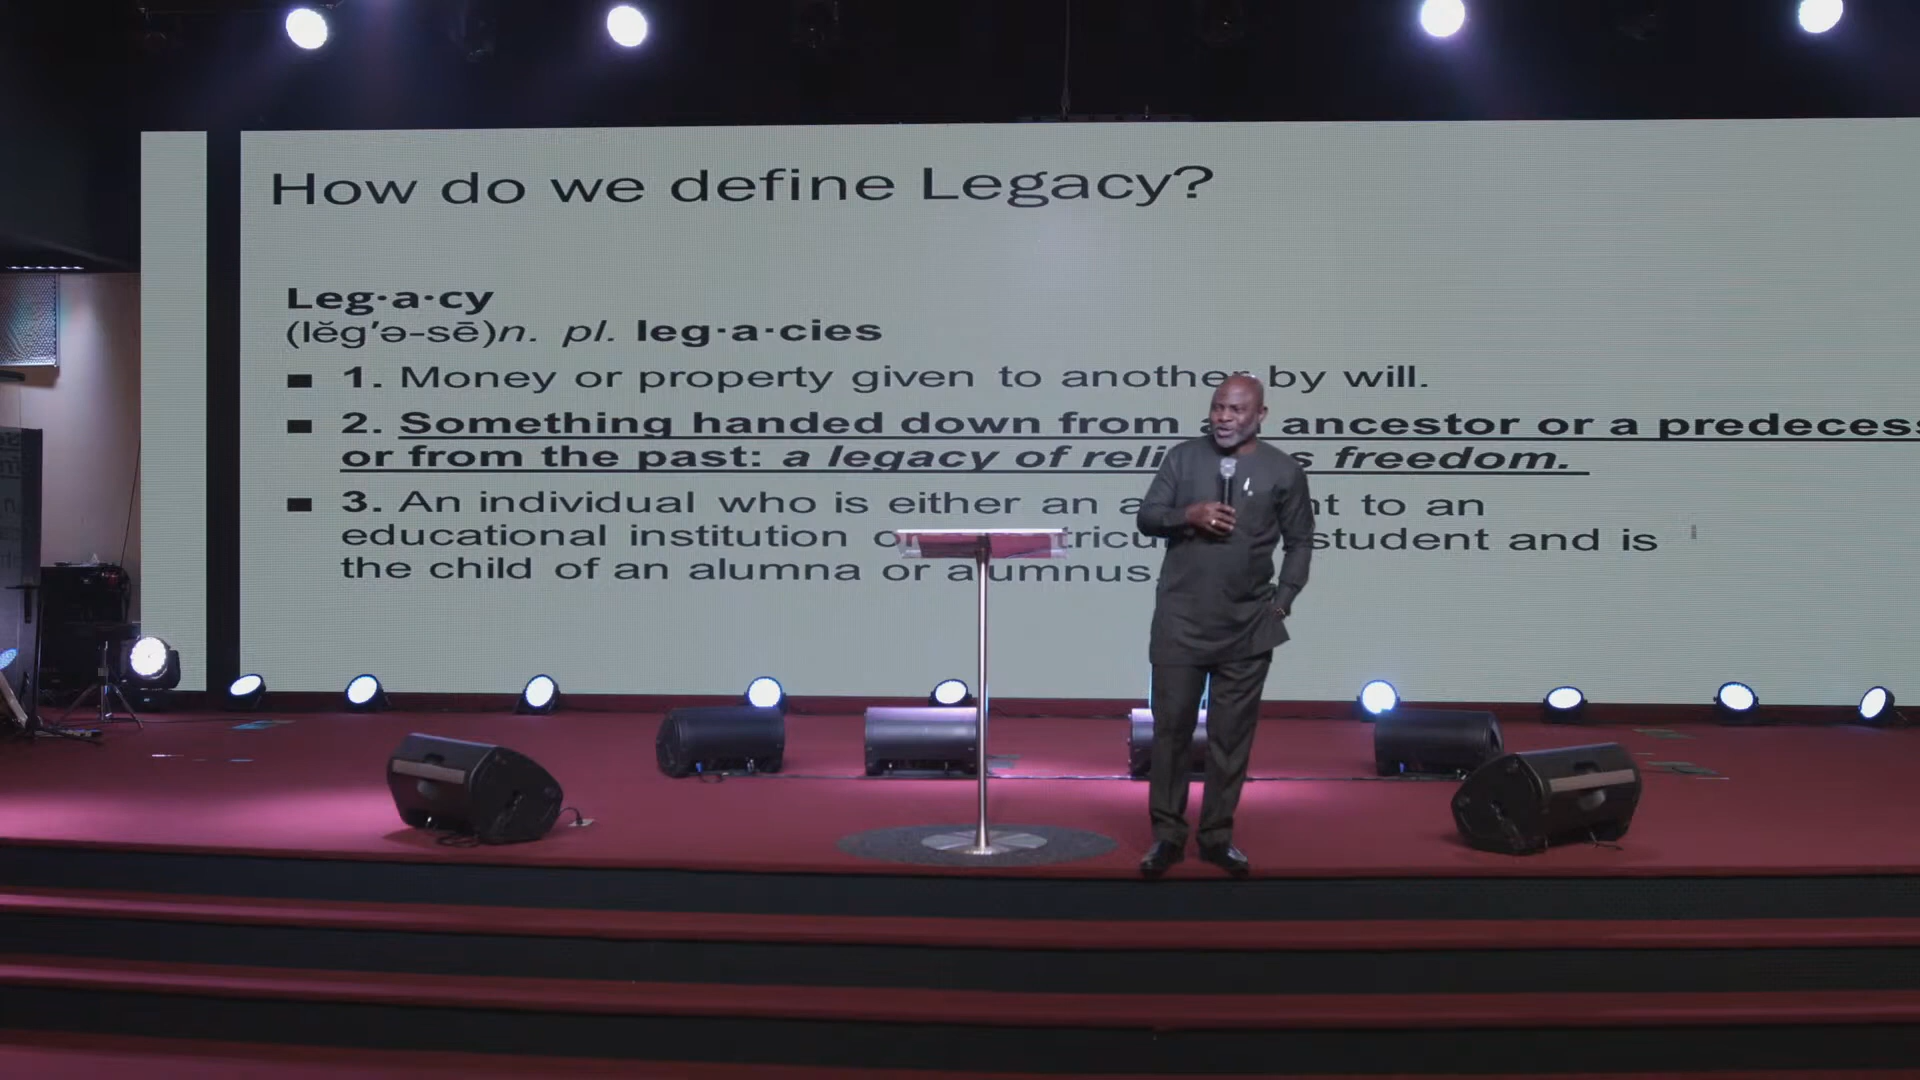 How do we define Legacy?
Leg·a·cy
(lĕg′ə-sē)n. pl. leg·a·cies
1. Money or property given to another by will.
2. Something handed down from ancestor or a
or from the past: a legacy of freedom.
3. An individual who is either an to an
educational institution student and is
the child of an alumna or alumnus.